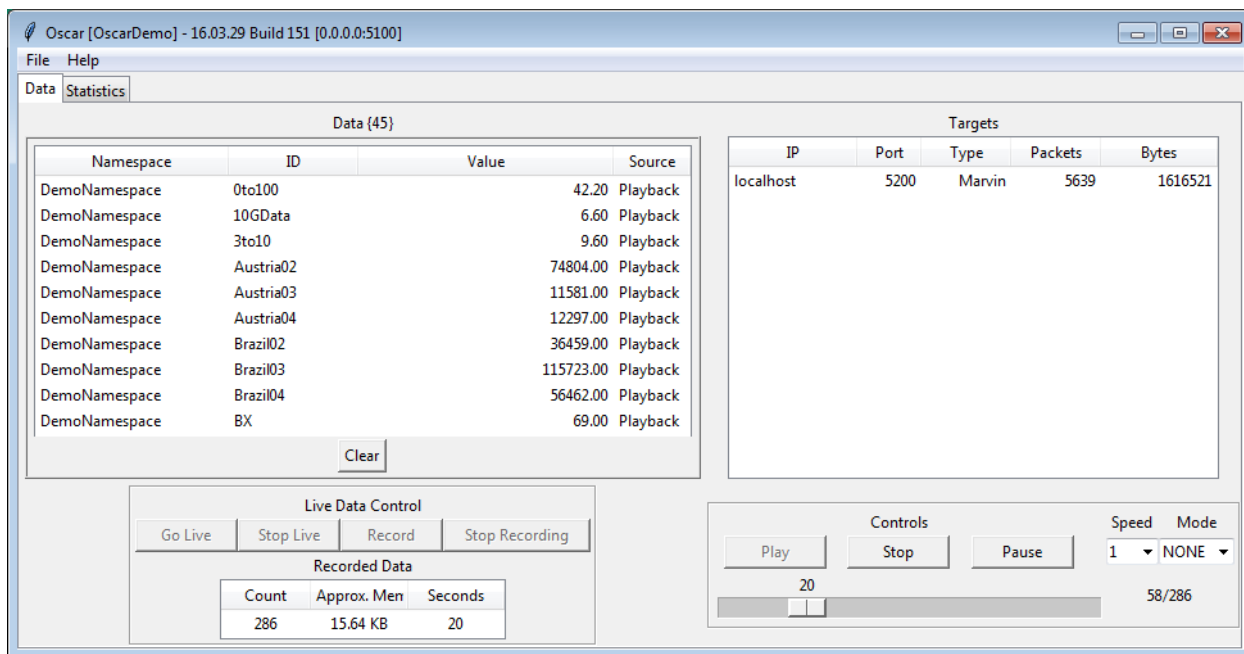 Oscar [OscarDemo] - 16.03.29 Build 151 [0.0.0.0:5100]
File Help
Data Statistics
Data {45}
Namespace ID Value Source
DemoNamespace 0to100 42.20 Playback
DemoNamespace 10GData 6.60 Playback
DemoNamespace 3to10 9.60 Playback
DemoNamespace Austria02 74804.00 Playback
DemoNamespace Austria03 11581.00 Playback
DemoNamespace Austria04 12297.00 Playback
DemoNamespace Brazil02 36459.00 Playback
DemoNamespace Brazil03 115723.00 Playback
DemoNamespace Brazil04 56462.00 Playback
DemoNamespace BX 69.00 Playback
Clear
Targets
IP Port Type Packets Bytes
localhost 5200 Marvin 5639 1616521
Live Data Control
Go Live Stop Live Record Stop Recording
Recorded Data
Count Approx. Men Seconds
286 15.64 KB 20
Controls Speed Mode
Play Stop Pause 1 NONE
20
58/286